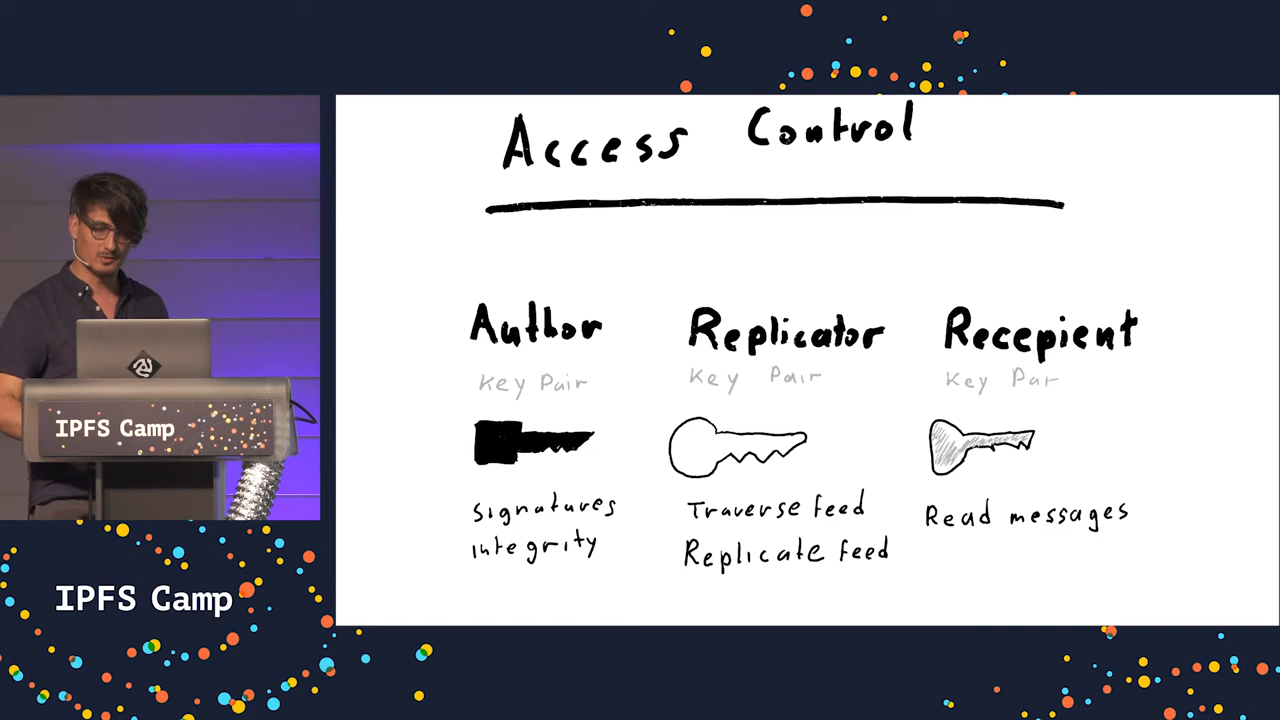 Access Control
Author
Replicator
Recepient
Key Pair
Key Pair
Key Par
Signatures
integrity
Traverse feed
Replicate feed
Read messages
IPFS Camp
IPFS Camp